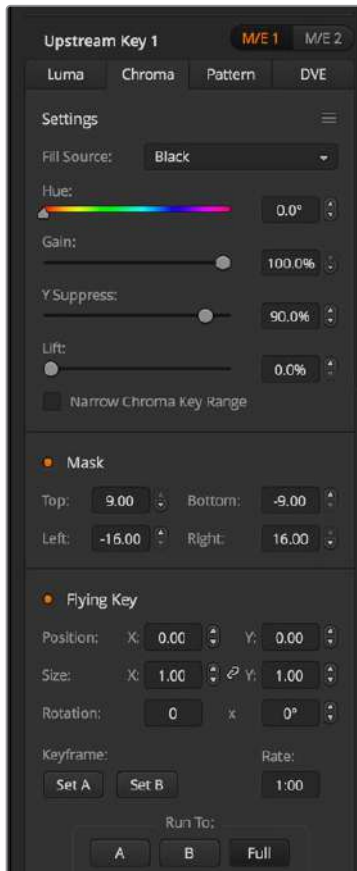 Upstream Key 1 M/E 1 M/E 2
Luma Chroma Pattern DVE
Settings
Fill Source: Black
Hue:
0.0°
Gain:
100.0%
Y Suppress:
90.0%
Lift:
0.0%
Narrow Chroma Key Range
Mask
Top: 9.00 Bottom: -9.00
Left: -16.00 Right: 16.00
Flying Key
Position: X: 0.00 Y: 0.00
Size: X: 1.00 Y: 1.00
Rotation: 0 x 0°
Keyframe: Rate:
Set A Set B 1:00
Run To:
A B Full